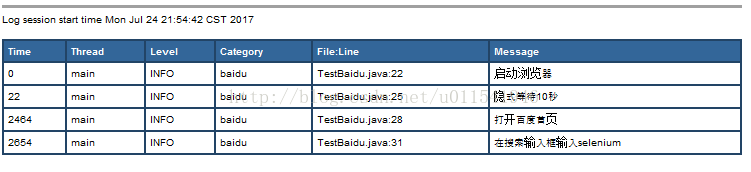 Log session start time Mon Jul 24 21:54:42 CST 2017
Time Thread Level Category File:Line Message
0 main INFO baidu TestBaidu.java:22 启动浏览器
22 main INFO baidu TestBaidu.java:25 隐式等待10秒
2464 main INFO baidu TestBaidu.java:28 打开百度首页
2654 main INFO baidu TestBaidu.java:31 在搜索输入框输入selenium